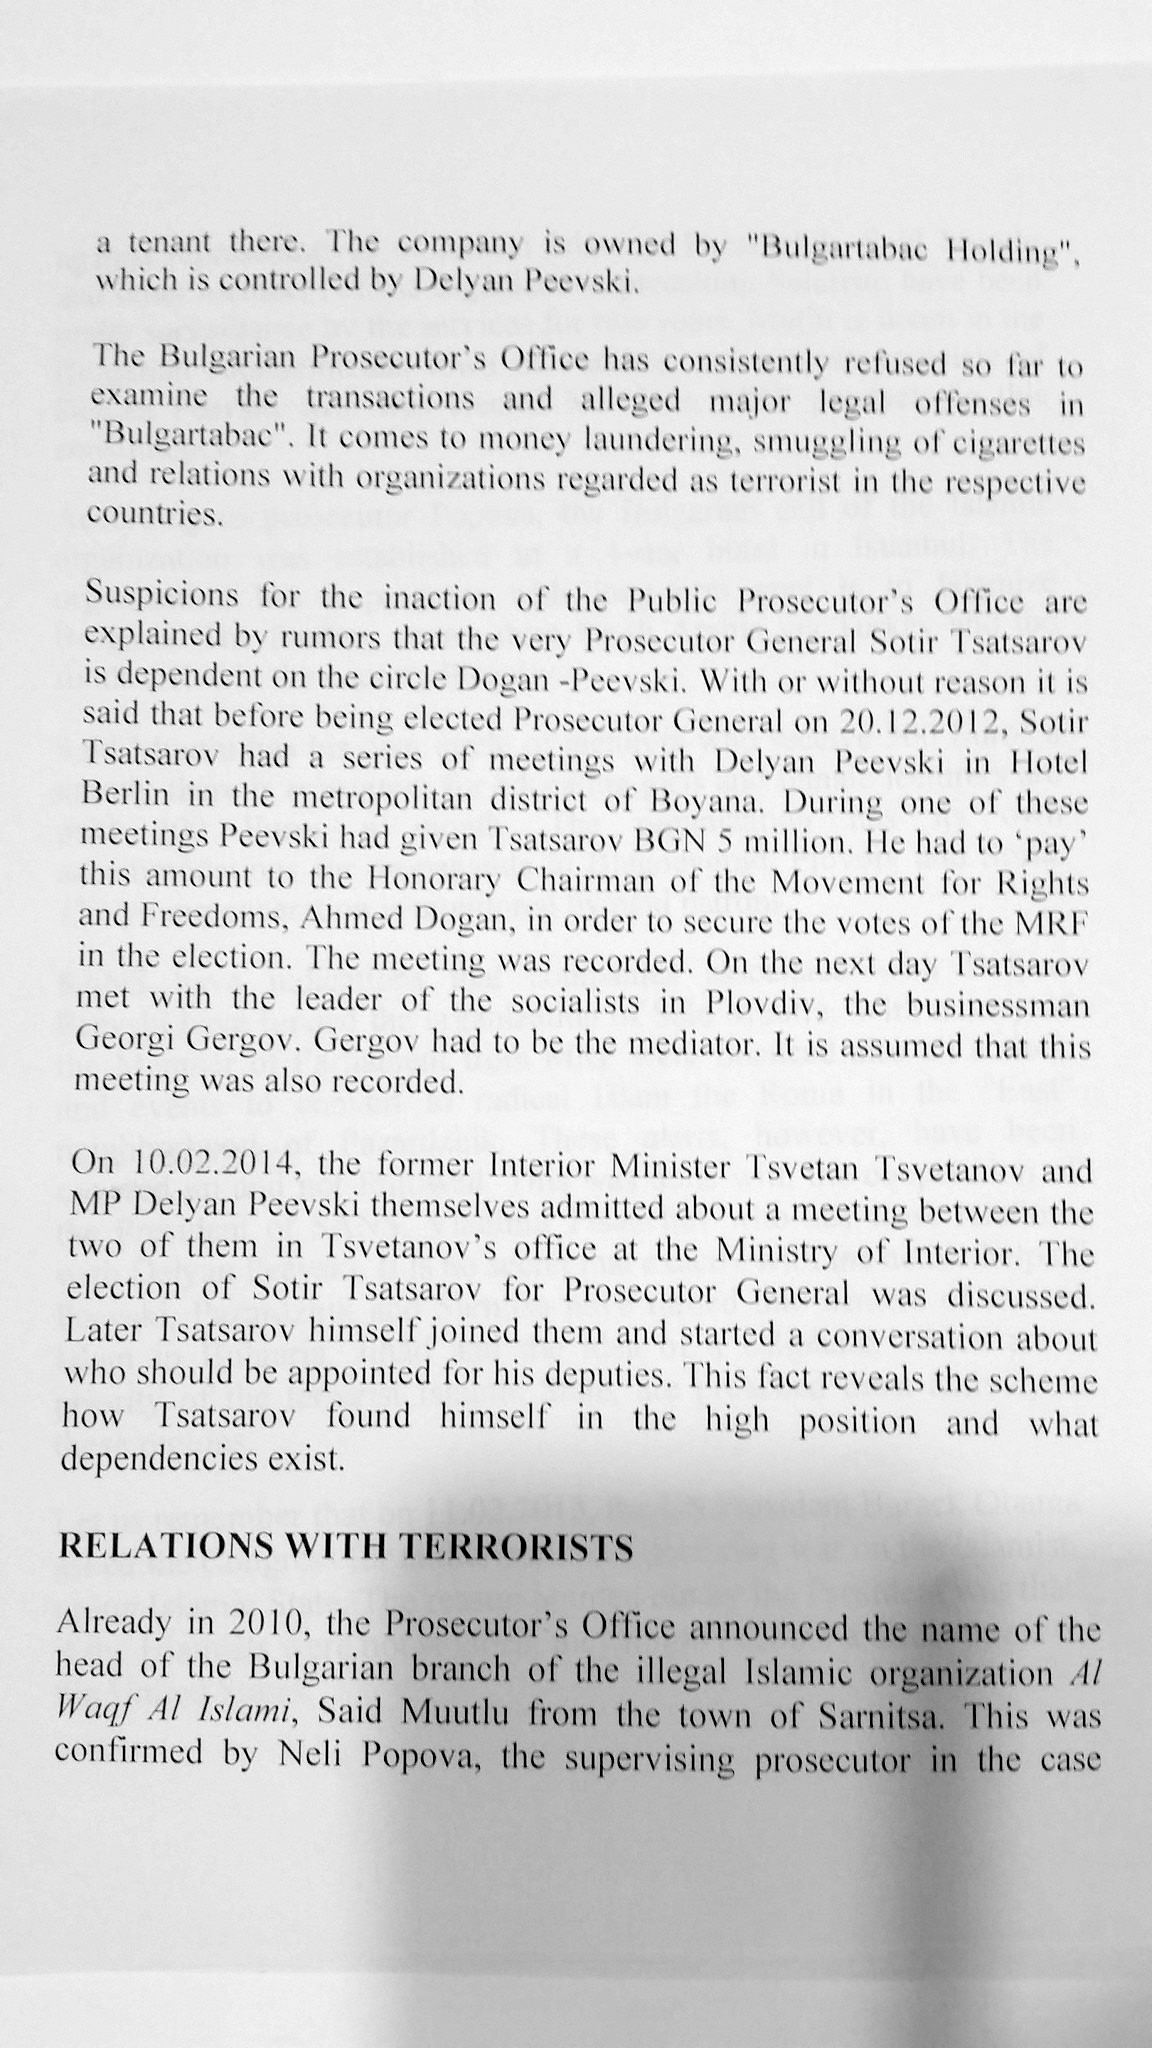 a tenant there. The company is owned by "Bulgartabac Holding",
which is controlled by Delyan Peevski.
The Bulgarian Prosecutor's Office has consistently refused so far to
examine the transactions and alleged major legal offenses in
"Bulgartabac". It comes to money laundering, smuggling of cigarettes
and relations with organizations regarded as terrorist in the respective
countries.
Suspicions for the inaction of the Public Prosecutor's Office are
explained by rumors that the very Prosecutor General Sotir Tsatsarov
is dependent on the circle Dogan -Peevski. With or without reason it is
said that before being elected Prosecutor General on 20.12.2012, Sotir
Tsatsarov had a series of meetings with Delyan Peevski in Hotel
Berlin in the metropolitan district of Boyana. During one of these
meetings Peevski had given Tsatsarov BGN 5 million. He had to ‘pay’
this amount to the Honorary Chairman of the Movement for Rights
and Freedoms, Ahmed Dogan, in order to secure the votes of the MRF
in the election. The meeting was recorded. On the next day Tsatsarov
met with the leader of the socialists in Plovdiv, the businessman
Georgi Gergov. Gergov had to be the mediator. It is assumed that this
meeting was also recorded.
On 10.02.2014, the former Interior Minister Tsvetan Tsvetanov and
MP Delyan Peevski themselves admitted about a meeting between the
two of them in Tsvetanov's office at the Ministry of Interior. The
election of Sotir Tsatsarov for Prosecutor General was discussed.
Later Tsatsarov himself joined them and started a conversation about
who should be appointed for his deputies. This fact reveals the scheme
how Tsatsarov found himself in the high position and what
dependencies exist.
RELATIONS WITH TERRORISTS
Already in 2010, the Prosecutor's Office announced the name of the
head of the Bulgarian branch of the illegal Islamic organization Al
Waqf Al Islami, Said Muutlu from the town of Sarnitsa. This was
confirmed by Neli Popova, the supervising prosecutor in the case